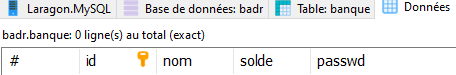 Laragon.MySQL Base de données: badr Table: banque Données
badr.banque: 0 ligne(s) au total (exact)
# id nom solde passwd